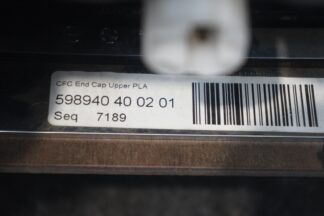 CFC End Cap Upper PLA
598940 40 02 01
Seq 7189